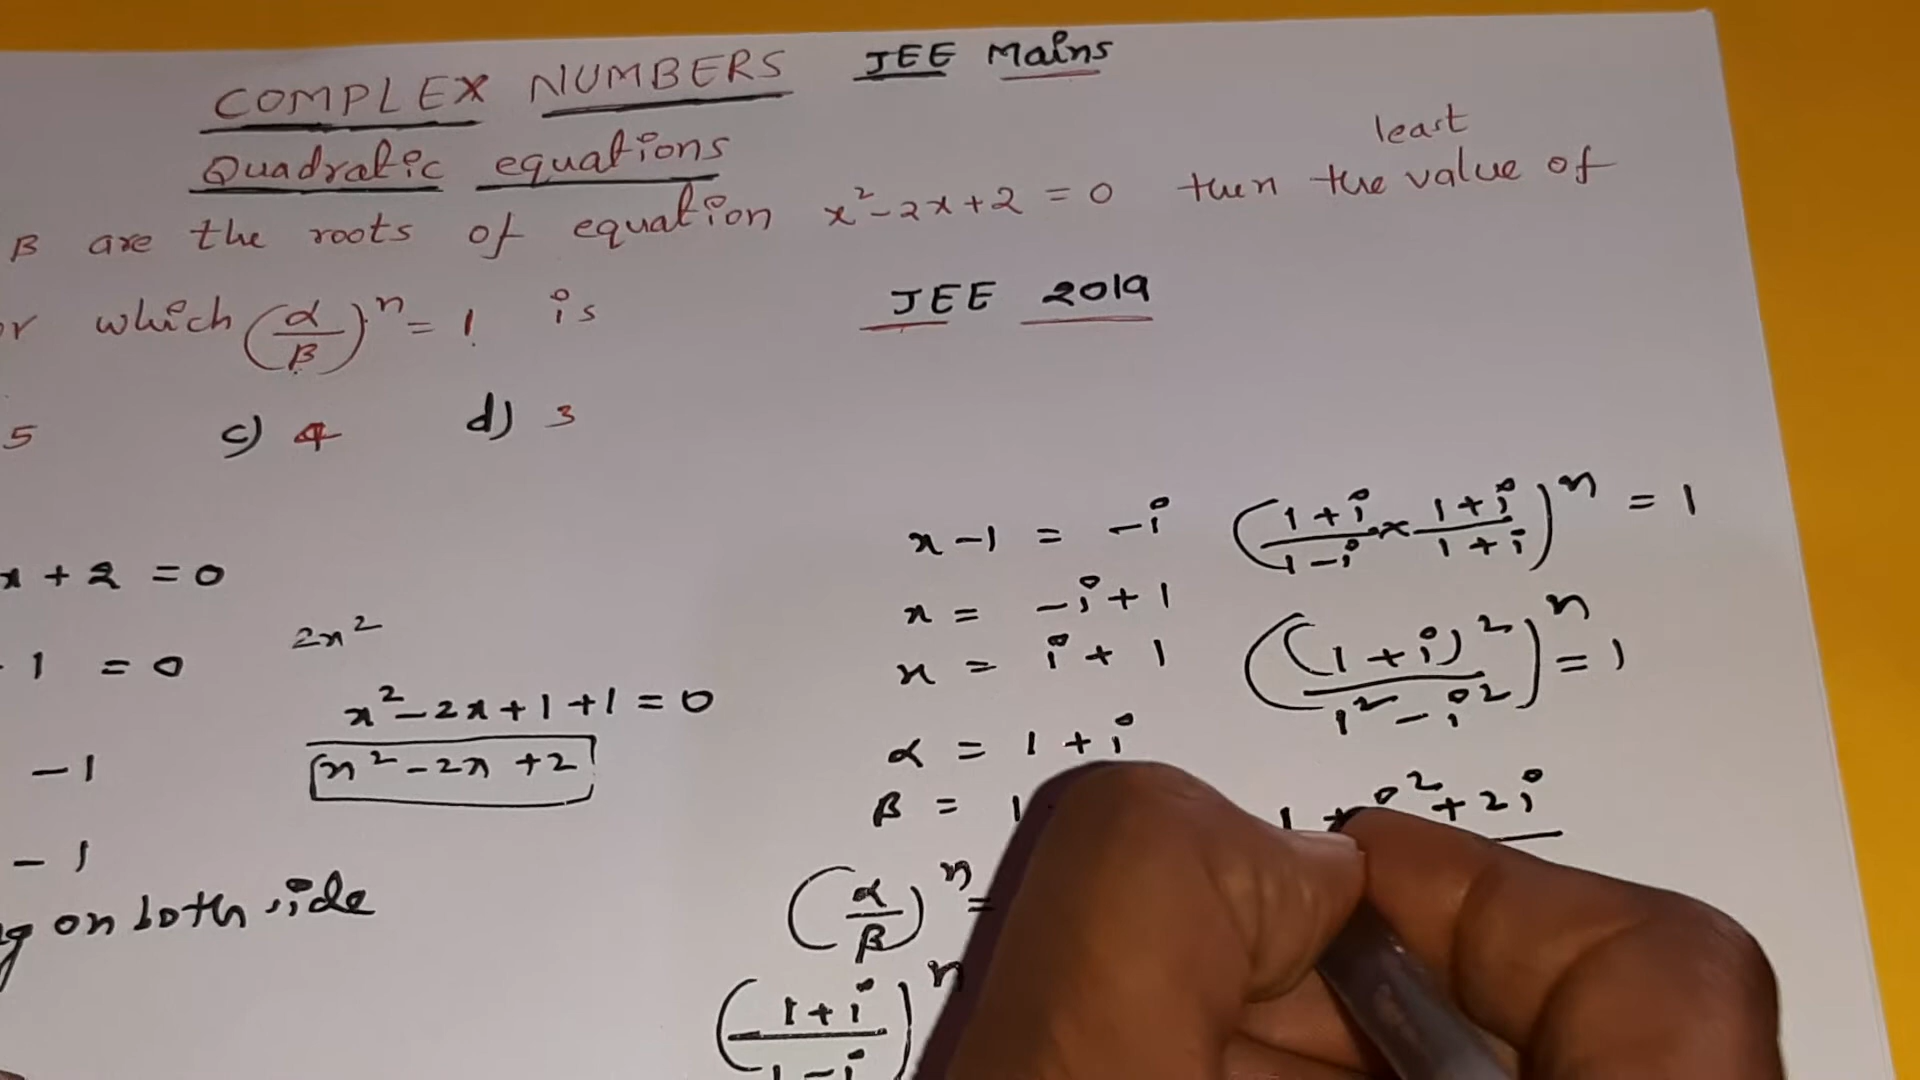 COMPLEX NUMBERS JEE Mains
Quadratic equations
least
β are the roots of equation x²-2x+2 = 0 then the value of
or which (α/β)ⁿ = 1 is
JEE 2019
5 c) 4 d) 3
x + 2 = 0
- 1 = 0
2x²
x²-2x+1+1 = 0
x²-2x+2
-1
-1
on both side
x-1 = -i
x = -i+1
x = i+1
α = 1+i
β = 1
(α/β)ⁿ =
((1+i)/(1-i))ⁿ
((1+i)/(1-i) × (1+i)/(1+i))ⁿ = 1
((1+i)²/(1²-i²))ⁿ = 1
1 + i² + 2i